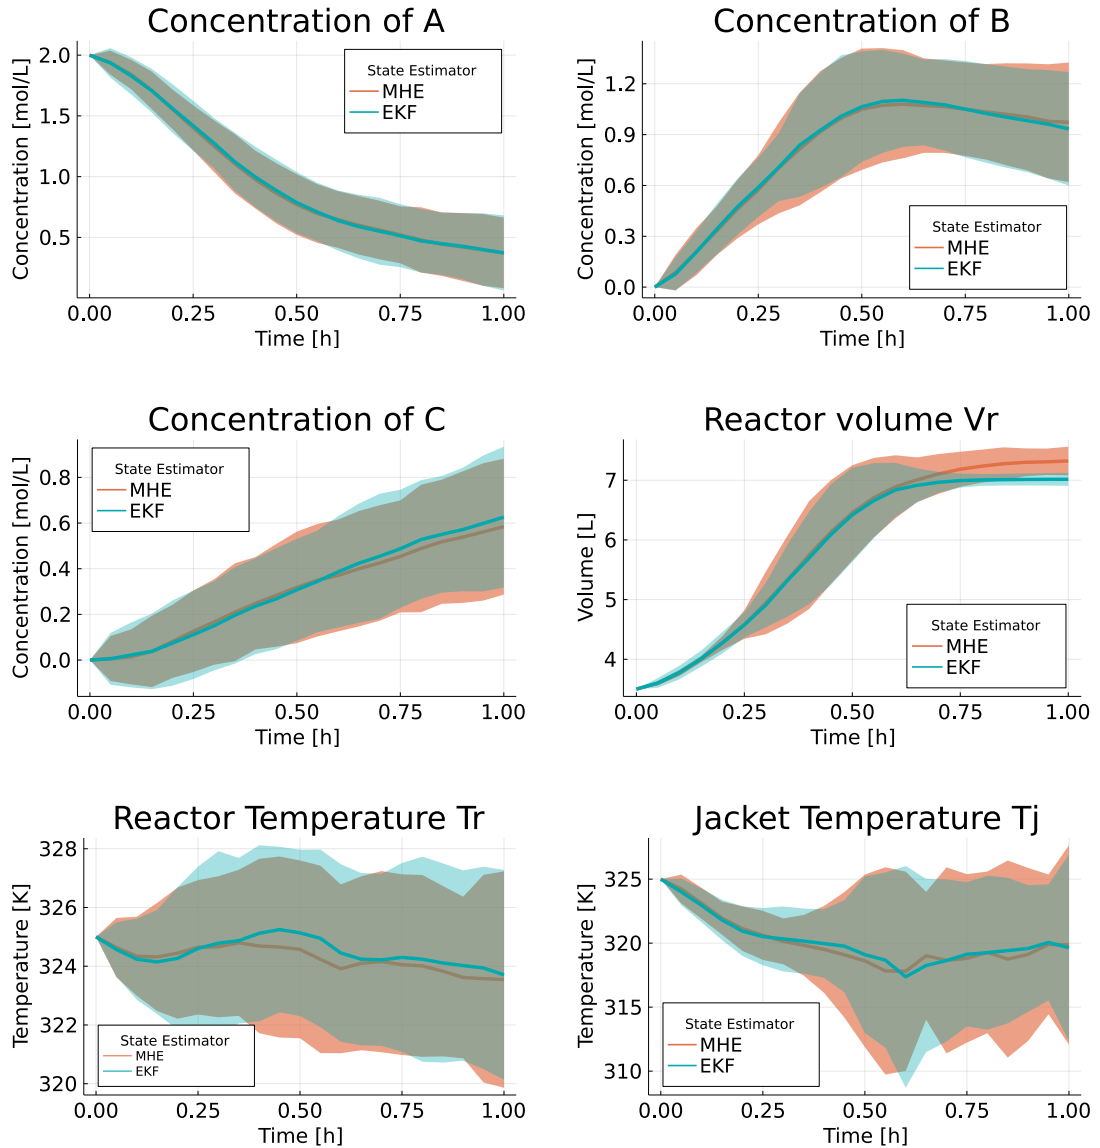 Concentration of A
Concentration [mol/L]
2.0
1.5
1.0
0.5
State Estimator
MHE
EKF
0.00 0.25 0.50 0.75 1.00
Time [h]
Concentration of B
Concentration [mol/L]
1.2
0.9
0.6
0.3
0.0
State Estimator
MHE
EKF
0.00 0.25 0.50 0.75 1.00
Time [h]
Concentration of C
Concentration [mol/L]
0.8
0.6
0.4
0.2
0.0
State Estimator
MHE
EKF
0.00 0.25 0.50 0.75 1.00
Time [h]
Reactor volume Vr
Volume [L]
7
6
5
4
State Estimator
MHE
EKF
0.00 0.25 0.50 0.75 1.00
Time [h]
Reactor Temperature Tr
Temperature [K]
328
326
324
322
320
State Estimator
MHE
EKF
0.00 0.25 0.50 0.75 1.00
Time [h]
Jacket Temperature Tj
Temperature [K]
325
320
315
310
State Estimator
MHE
EKF
0.00 0.25 0.50 0.75 1.00
Time [h]